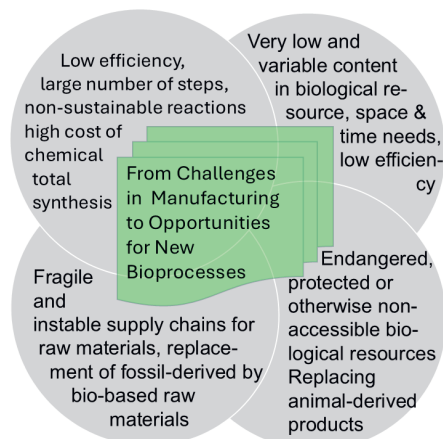 Low efficiency,
large number of steps,
non-sustainable reactions
high cost of
chemical
total
synthesis
Very low and
variable content
in biological re-
source, space &
time needs,
low efficien-
cy
From Challenges
in Manufacturing
to Opportunities
for New
Bioprocesses
Fragile
and
instable supply chains for
raw materials, replace-
ment of fossil-derived by
bio-based raw
materials
Endangered,
protected or
otherwise non-
accessible bio-
logical resources
Replacing
animal-derived
products